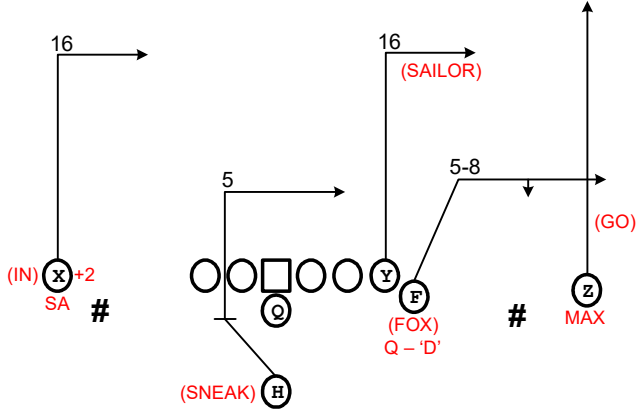 16
16
(SAILOR)
5-8
5
(GO)
(IN) X +2
SA
#
Y
F
Z
Q
(FOX)
Q – 'D'
#
MAX
(SNEAK) H